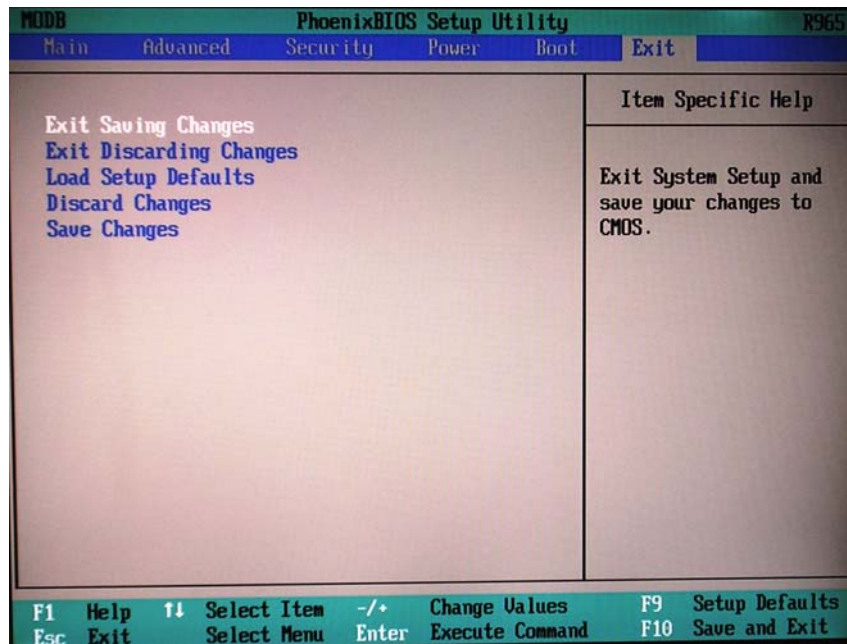 MODB PhoenixBIOS Setup Utility R965
Main Advanced Security Power Boot Exit
Item Specific Help
Exit Saving Changes
Exit Discarding Changes
Load Setup Defaults
Discard Changes
Save Changes
Exit System Setup and
save your changes to
CMOS.
F1 Help ↑↓ Select Item -/+ Change Values F9 Setup Defaults
Esc Exit Select Menu Enter Execute Command F10 Save and Exit